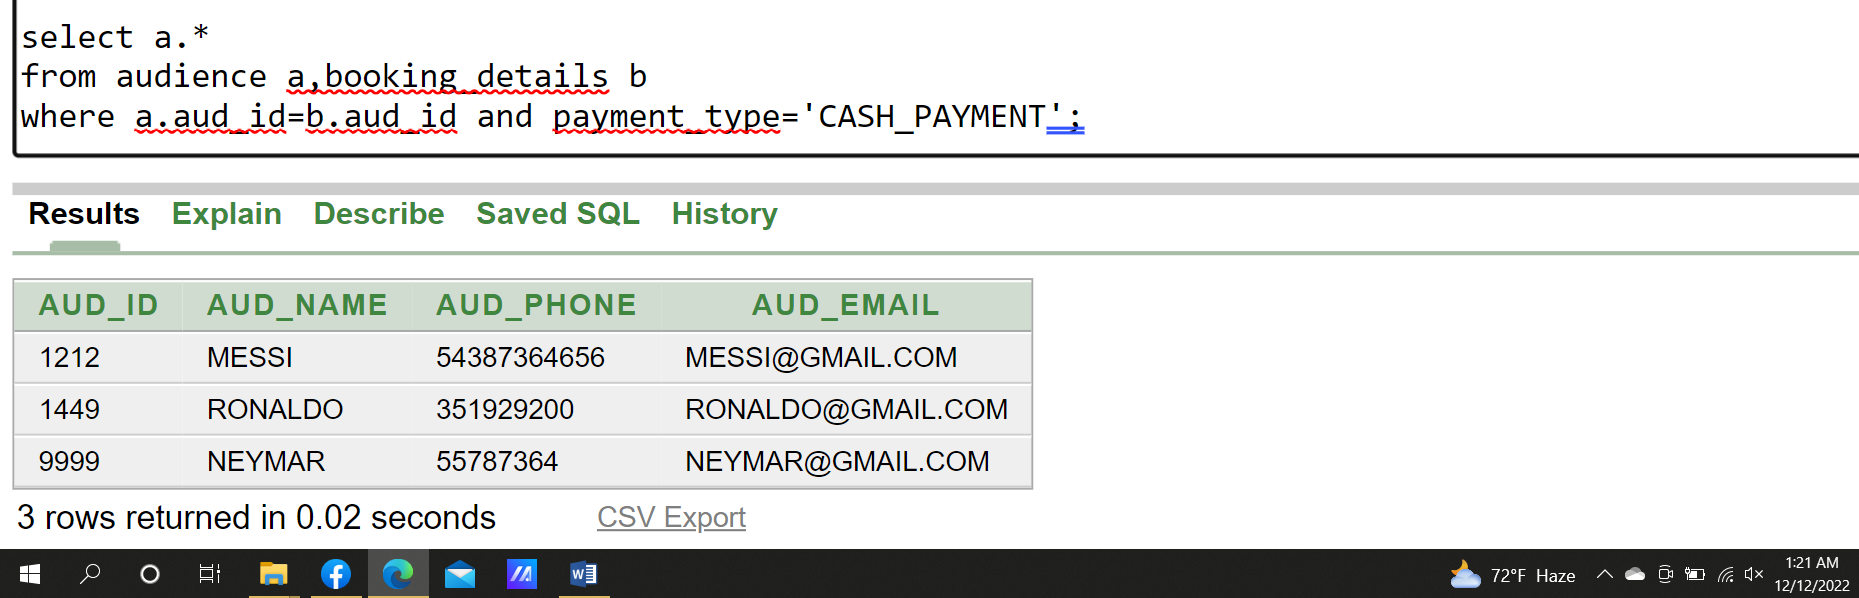 select a.*
from audience a,booking_details b
where a.aud_id=b.aud_id and payment_type='CASH_PAYMENT';
Results Explain Describe Saved SQL History
AUD_ID AUD_NAME AUD_PHONE AUD_EMAIL
1212 MESSI 54387364656 MESSI@GMAIL.COM
1449 RONALDO 351929200 RONALDO@GMAIL.COM
9999 NEYMAR 55787364 NEYMAR@GMAIL.COM
3 rows returned in 0.02 seconds CSV Export
72°F Haze 1:21 AM
12/12/2022